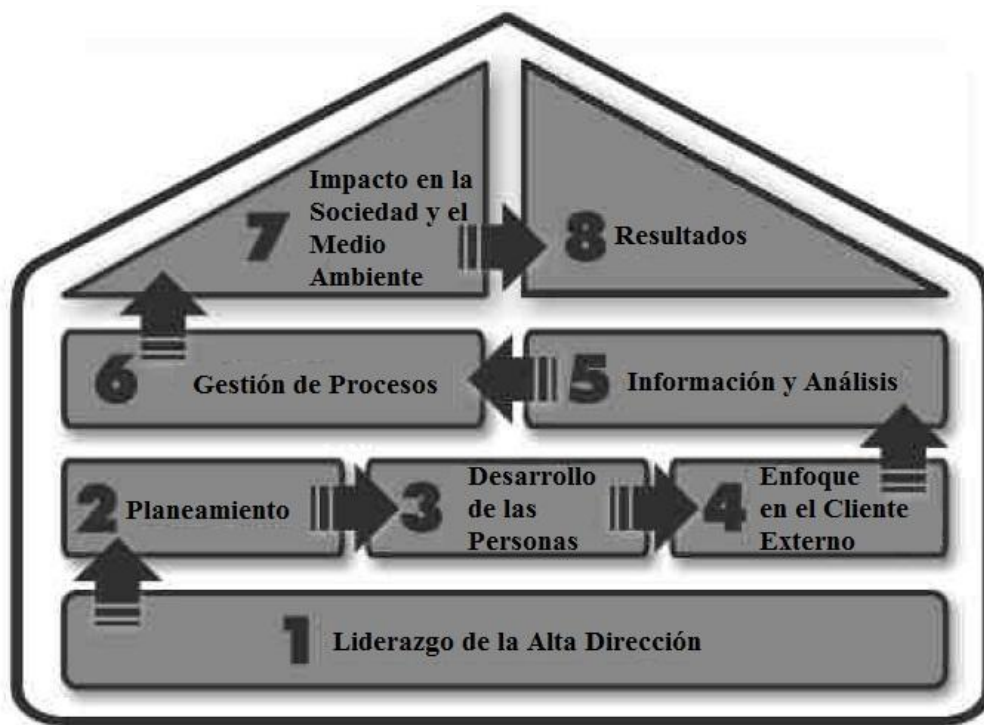 7
Impacto en la
Sociedad y el
Medio
Ambiente
8
Resultados
6
Gestión de Procesos
5
Información y Análisis
2
Planeamiento
3
Desarrollo
de las
Personas
4
Enfoque
en el Cliente
Externo
1
Liderazgo de la Alta Dirección